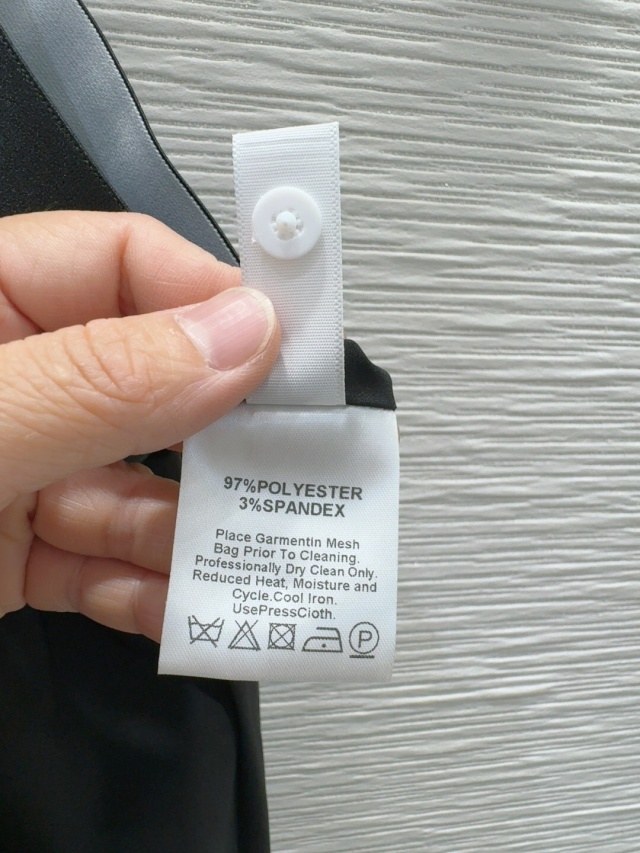 97%POLYESTER
3%SPANDEX
Place Garmentin Mesh
Bag Prior To Cleaning.
Professionally Dry Clean Only.
Reduced Heat, Moisture and
Cycle.Cool Iron.
UsePressCloth.
P